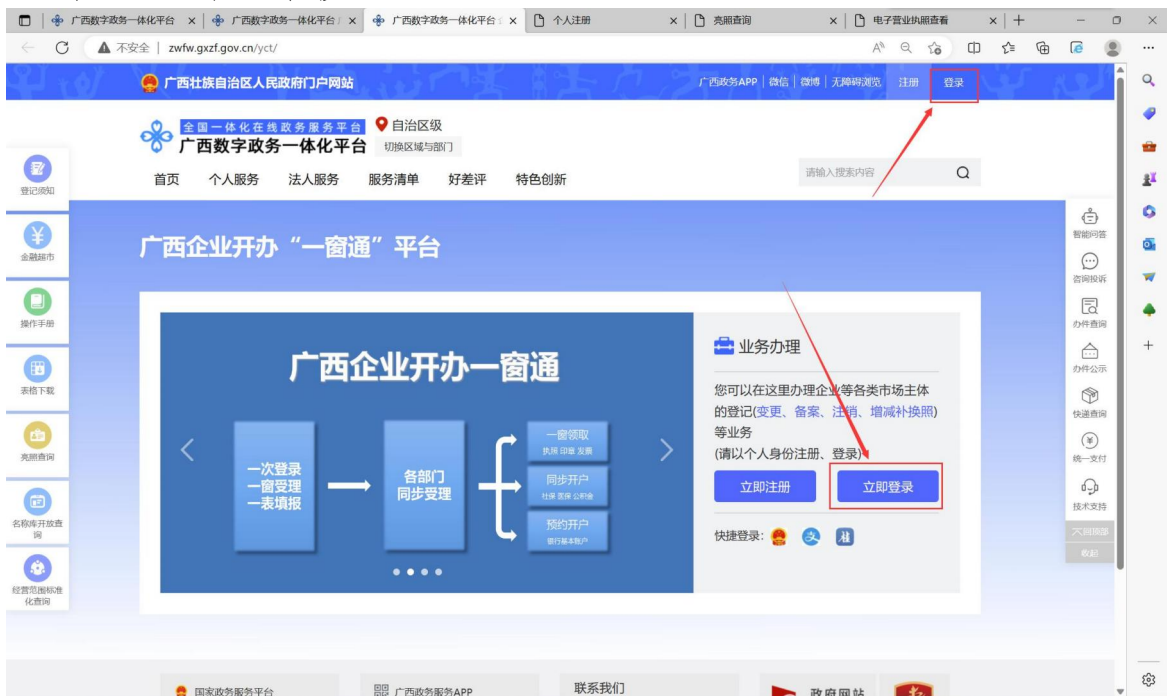 广西数字政务一体化平台
广西数字政务一体化平台
广西数字政务一体化平台
个人注册
亮照查询
电子营业执照查看
不安全 | zwfw.gxzf.gov.cn/yct/
广西壮族自治区人民政府门户网站
广西政务APP | 微信 | 微博 | 无障碍浏览 注册 登录
全国一体化在线政务服务平台
广西数字政务一体化平台
自治区级
切换区域与部门
首页 个人服务 法人服务 服务清单 好差评 特色创新
请输入搜索内容
登记须知
金融超市
操作手册
表格下载
亮照查询
名称库开放查
询
经营范围标准
化查询
广西企业开办“一窗通”平台
广西企业开办一窗通
一次登录
一窗受理
一表填报
各部门
同步受理
一窗领取
执照 印章 发票
同步开户
社保 医保 公积金
预约开户
银行基本账户
业务办理
您可以在这里办理企业等各类市场主体
的登记(变更、备案、注销、增减补换照)
等业务
(请以个人身份注册、登录)
立即注册
立即登录
快捷登录:
智能问答
咨询投诉
办件查询
办件公示
快递查询
统一支付
技术支持
回顶部
收起
国家政务服务平台
广西政务服务APP
联系我们
政府网站